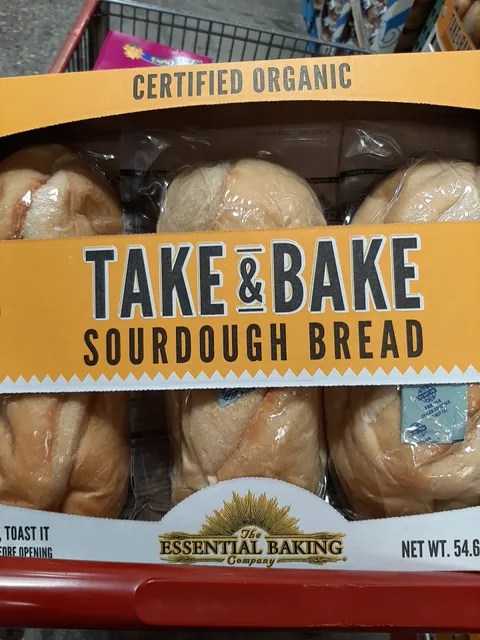 CERTIFIED ORGANIC
TAKE & BAKE
SOURDOUGH BREAD
, TOAST IT
FORE OPENING
The
ESSENTIAL BAKING
Company
NET WT. 54.6